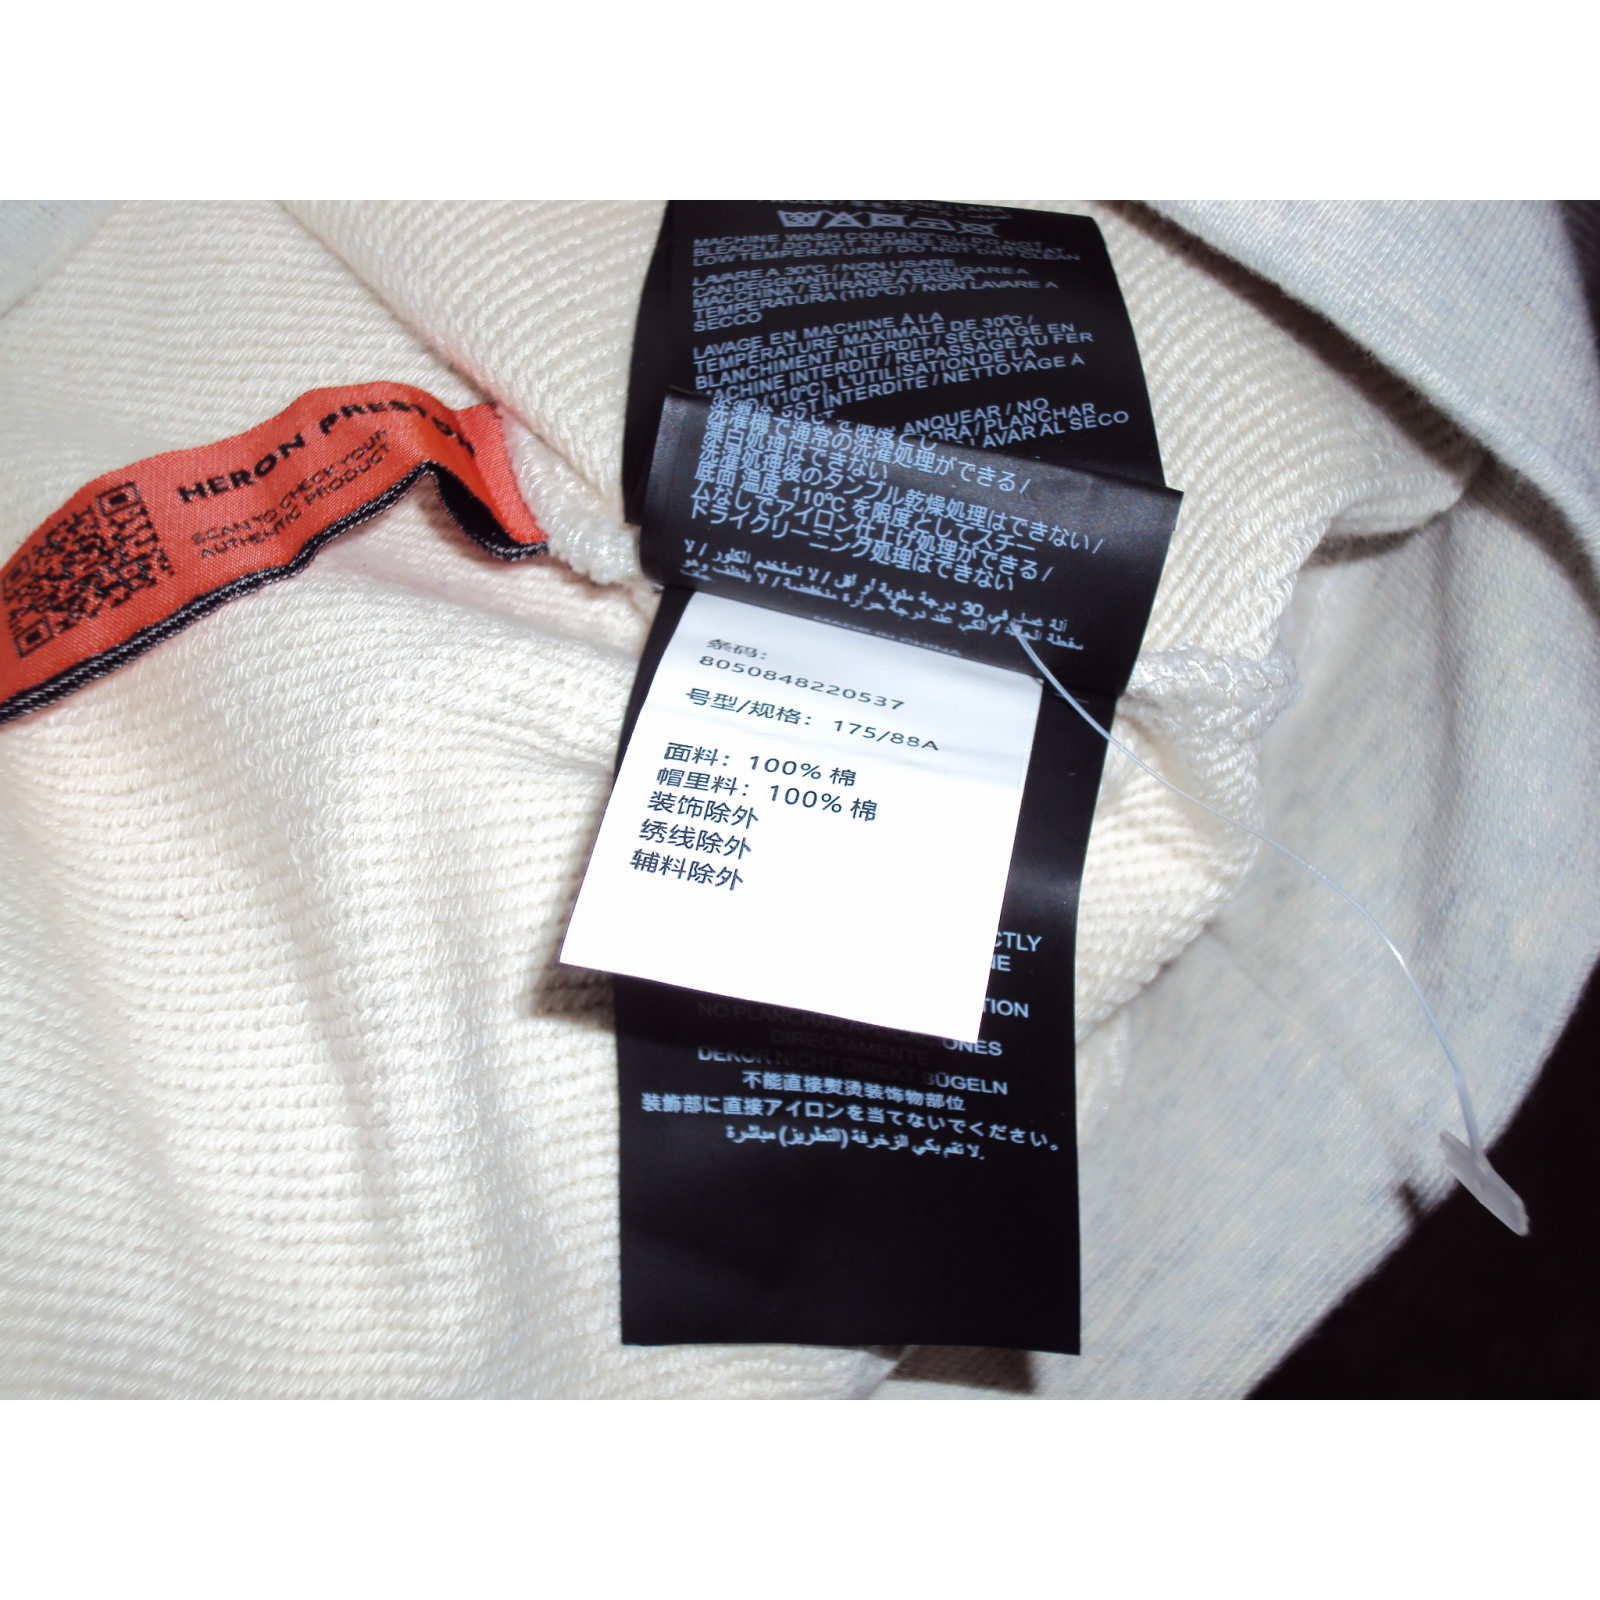 HERON PRESTON
SCAN TO CHECK YOUR
AUTHENTIC PRODUCT
MACHINE WASH COLD DO NOT
BLEACH / DO NOT TUMBLE DRY
LOW TEMPERATURE / DO NOT DRY CLEAN
LAVARE A 30°C / NON USARE
CANDEGGIANTI / NON ASCIUGARE A
MACCHINA / STIRARE A BASSA
TEMPERATURA (110°C) / NON LAVARE A
SECCO
LAVAGE EN MACHINE À LA
TEMPÉRATURE MAXIMALE DE 30°C /
BLANCHIMENT INTERDIT / SÉCHAGE EN
MACHINE INTERDIT / REPASSAGE AU FER
(110°C). L'UTILISATION DE LA
EST INTERDITE / NETTOYAGE À
ANQUEAR / NO
ORA / PLANCHAR
LAVAR AL SECO
洗濯機で通常の洗濯処理ができる /
漂白処理はできない
洗濯処理後のタンブル乾燥処理はできない /
底面温度 110℃ を限度としてスチー
ムなしでアイロン仕上げ処理ができる /
ドライクリーニング処理はできない
MADE IN CHINA
条码：
8050848220537
号型/规格： 175/88A
面料： 100% 棉
帽里料： 100% 棉
装饰除外
绣线除外
辅料除外
CTLY
NE
TION
NO PLANCHAR APLICACIONES
DIRECTAMENTE
DEKOR NICHT DIREKT BÜGELN
不能直接熨烫装饰物部位
装飾部に直接アイロンを当てないでください。
لا تقم بكي الزخرفة (التطريز) مباشرة.